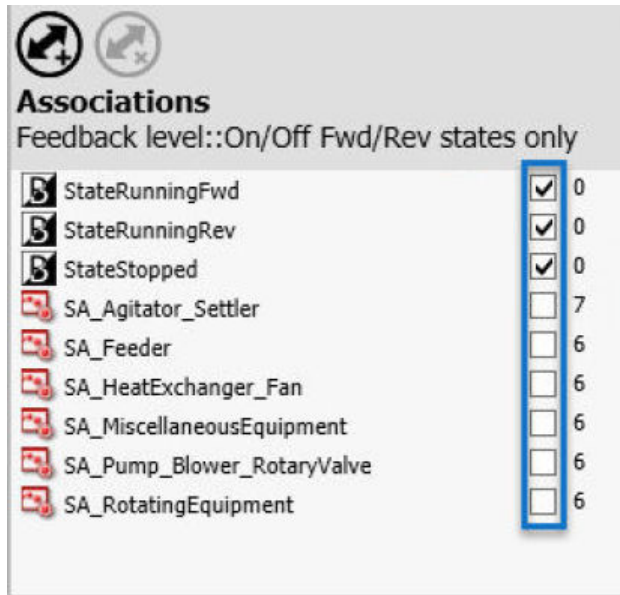 Associations
Feedback level::On/Off Fwd/Rev states only
StateRunningFwd 0
StateRunningRev 0
StateStopped 0
SA_Agitator_Settler 7
SA_Feeder 6
SA_HeatExchanger_Fan 6
SA_MiscellaneousEquipment 6
SA_Pump_Blower_RotaryValve 6
SA_RotatingEquipment 6